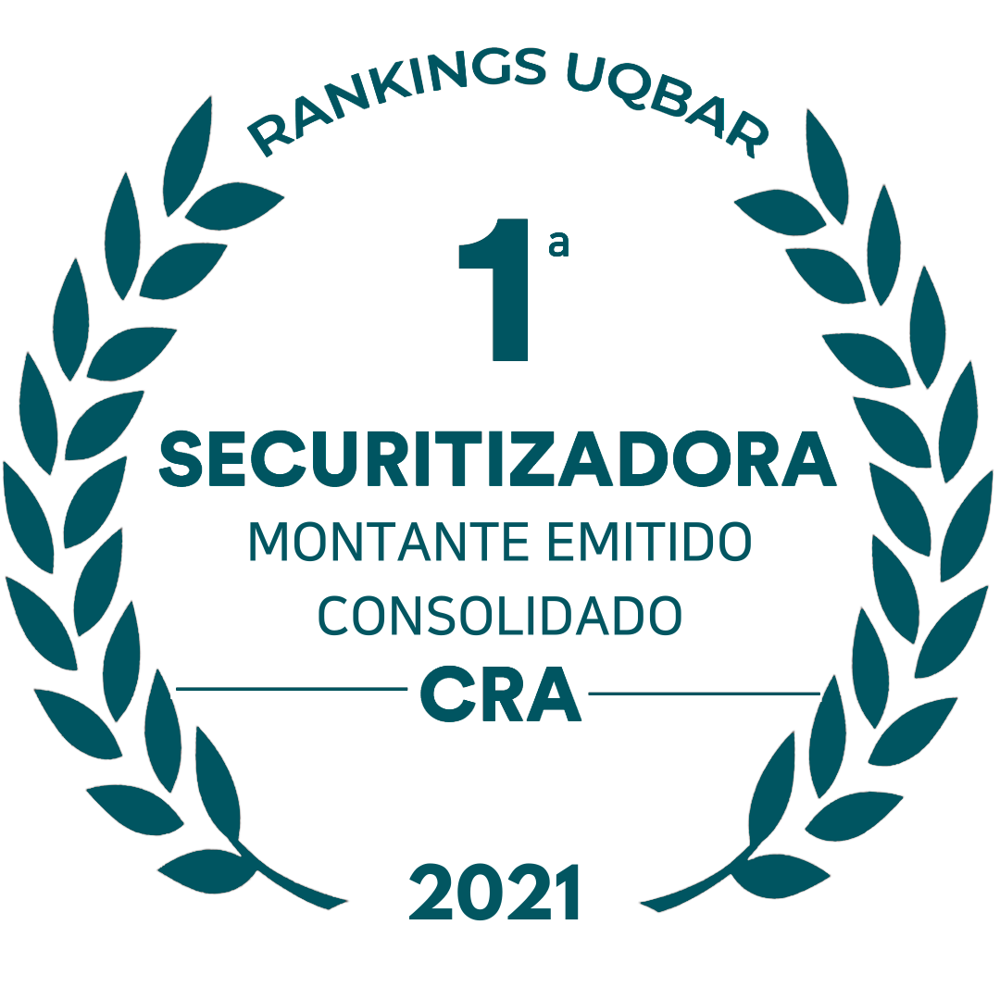 RANKINGS UQBAR
1ª
SECURITIZADORA
MONTANTE EMITIDO
CONSOLIDADO
CRA
2021